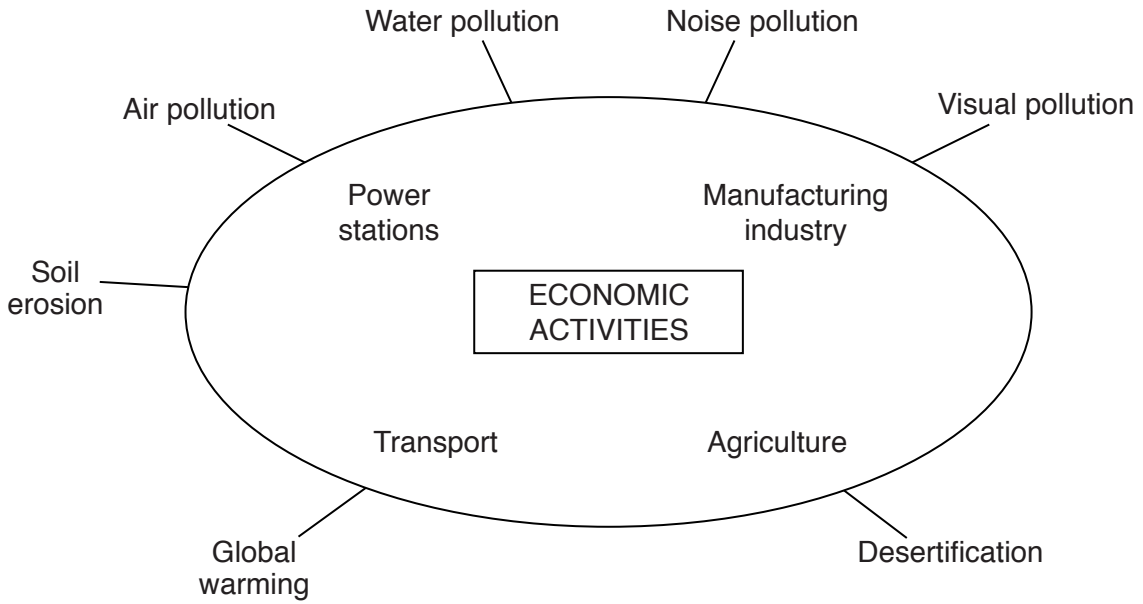 Water pollution
Noise pollution
Air pollution
Visual pollution
Power
stations
Manufacturing
industry
Soil
erosion
ECONOMIC
ACTIVITIES
Transport
Agriculture
Global
warming
Desertification